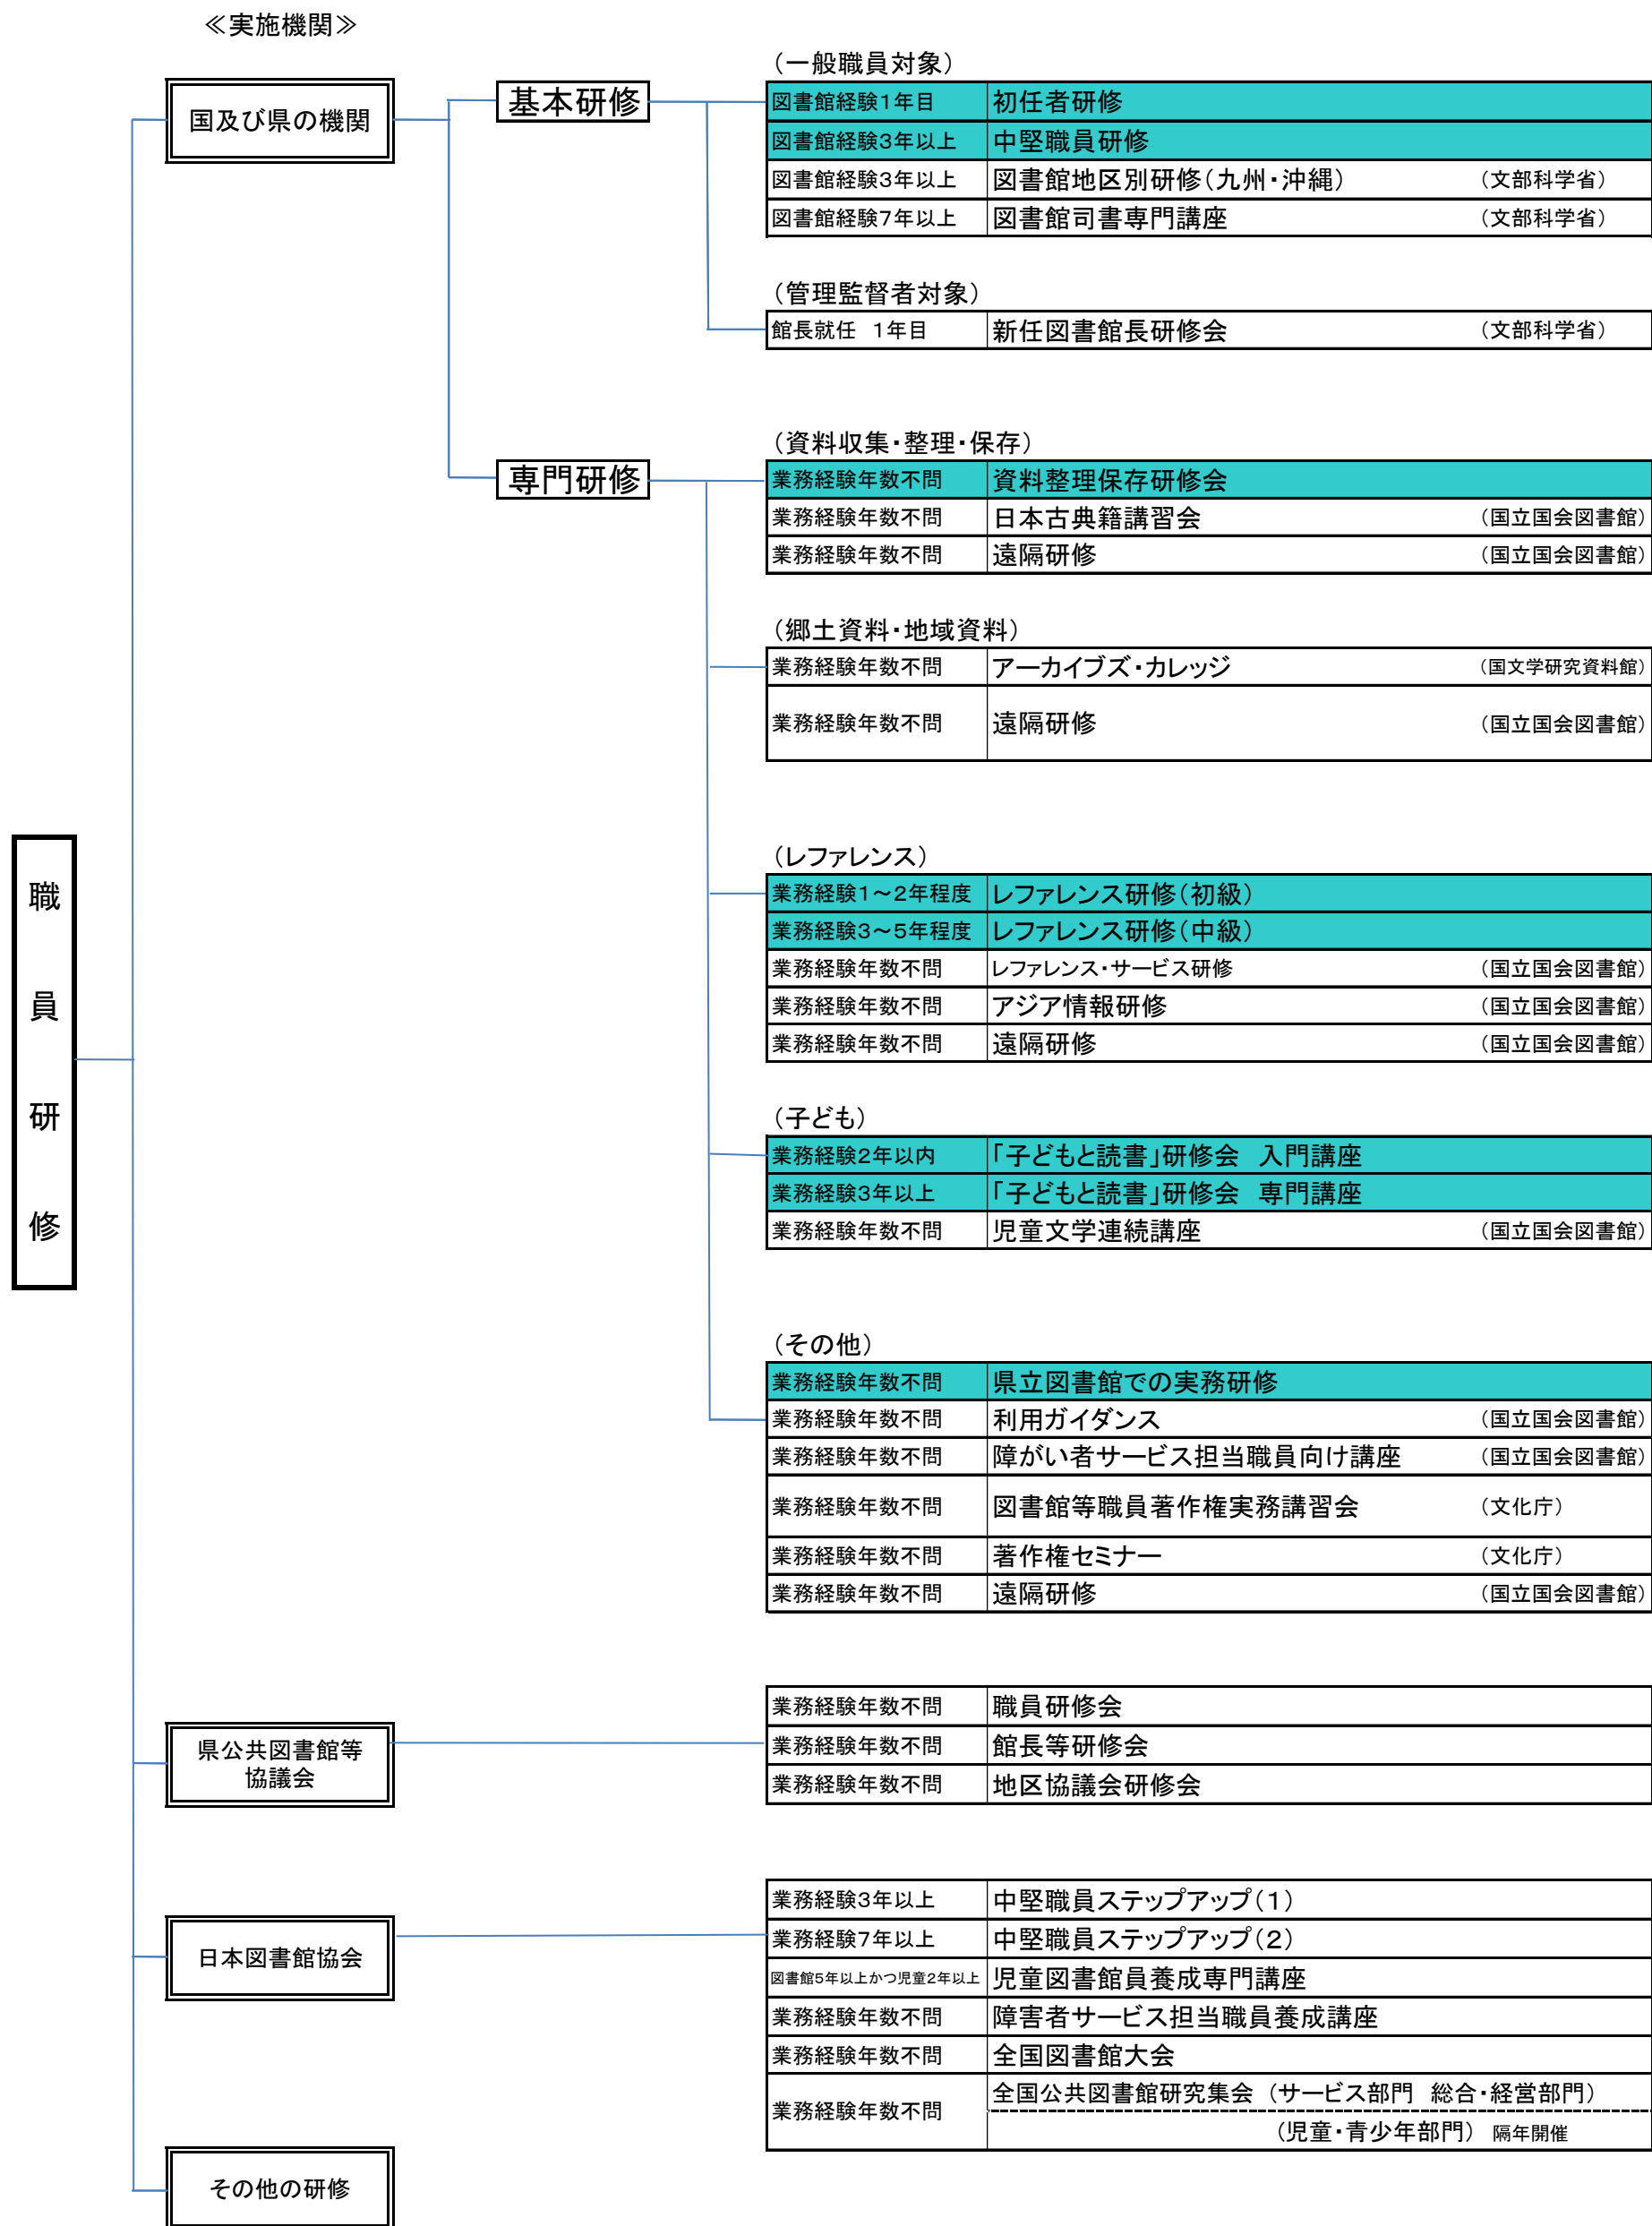 ≪実施機関≫
(一般職員対象)
国及び県の機関
基本研修
図書館経験1年目 初任者研修
図書館経験3年以上 中堅職員研修
図書館経験3年以上 図書館地区別研修(九州・沖縄) (文部科学省)
図書館経験7年以上 図書館司書専門講座 (文部科学省)
(管理監督者対象)
館長就任　1年目 新任図書館長研修会 (文部科学省)
(資料収集・整理・保存)
専門研修
業務経験年数不問 資料整理保存研修会
業務経験年数不問 日本古典籍講習会 (国立国会図書館)
業務経験年数不問 遠隔研修 (国立国会図書館)
(郷土資料・地域資料)
業務経験年数不問 アーカイブズ・カレッジ (国文学研究資料館)
業務経験年数不問 遠隔研修 (国立国会図書館)
職員研修
(レファレンス)
業務経験1～2年程度 レファレンス研修(初級)
業務経験3～5年程度 レファレンス研修(中級)
業務経験年数不問 レファレンス・サービス研修 (国立国会図書館)
業務経験年数不問 アジア情報研修 (国立国会図書館)
業務経験年数不問 遠隔研修 (国立国会図書館)
(子ども)
業務経験2年以内 「子どもと読書」研修会　入門講座
業務経験3年以上 「子どもと読書」研修会　専門講座
業務経験年数不問 児童文学連続講座 (国立国会図書館)
(その他)
業務経験年数不問 県立図書館での実務研修
業務経験年数不問 利用ガイダンス (国立国会図書館)
業務経験年数不問 障がい者サービス担当職員向け講座 (国立国会図書館)
業務経験年数不問 図書館等職員著作権実務講習会 (文化庁)
業務経験年数不問 著作権セミナー (文化庁)
業務経験年数不問 遠隔研修 (国立国会図書館)
県公共図書館等
協議会
業務経験年数不問 職員研修会
業務経験年数不問 館長等研修会
業務経験年数不問 地区協議会研修会
日本図書館協会
業務経験3年以上 中堅職員ステップアップ(1)
業務経験7年以上 中堅職員ステップアップ(2)
図書館5年以上かつ児童2年以上 児童図書館員養成専門講座
業務経験年数不問 障害者サービス担当職員養成講座
業務経験年数不問 全国図書館大会
業務経験年数不問 全国公共図書館研究集会 (サービス部門　総合・経営部門)
(児童・青少年部門) 隔年開催
その他の研修